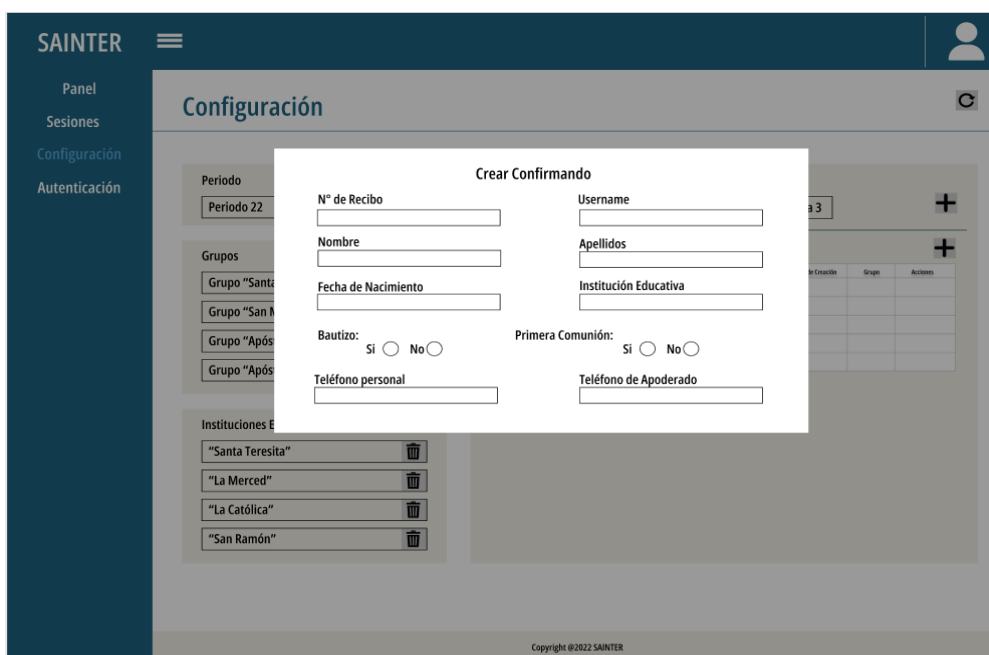 SAINTER
Panel
Sesiones
Configuración
Autenticación
Configuración
Periodo
Periodo 22
a 3
Grupos
Grupo "Santa
Grupo "San
Grupo "Após
Grupo "Após
de Creación Grupo Acciones
Crear Confirmando
N° de Recibo Username
Nombre Apellidos
Fecha de Nacimiento Institución Educativa
Bautizo: Primera Comunión:
Si No Si No
Teléfono personal Teléfono de Apoderado
Instituciones E
"Santa Teresita"
"La Merced"
"La Católica"
"San Ramón"
Copyright @2022 SAINTER